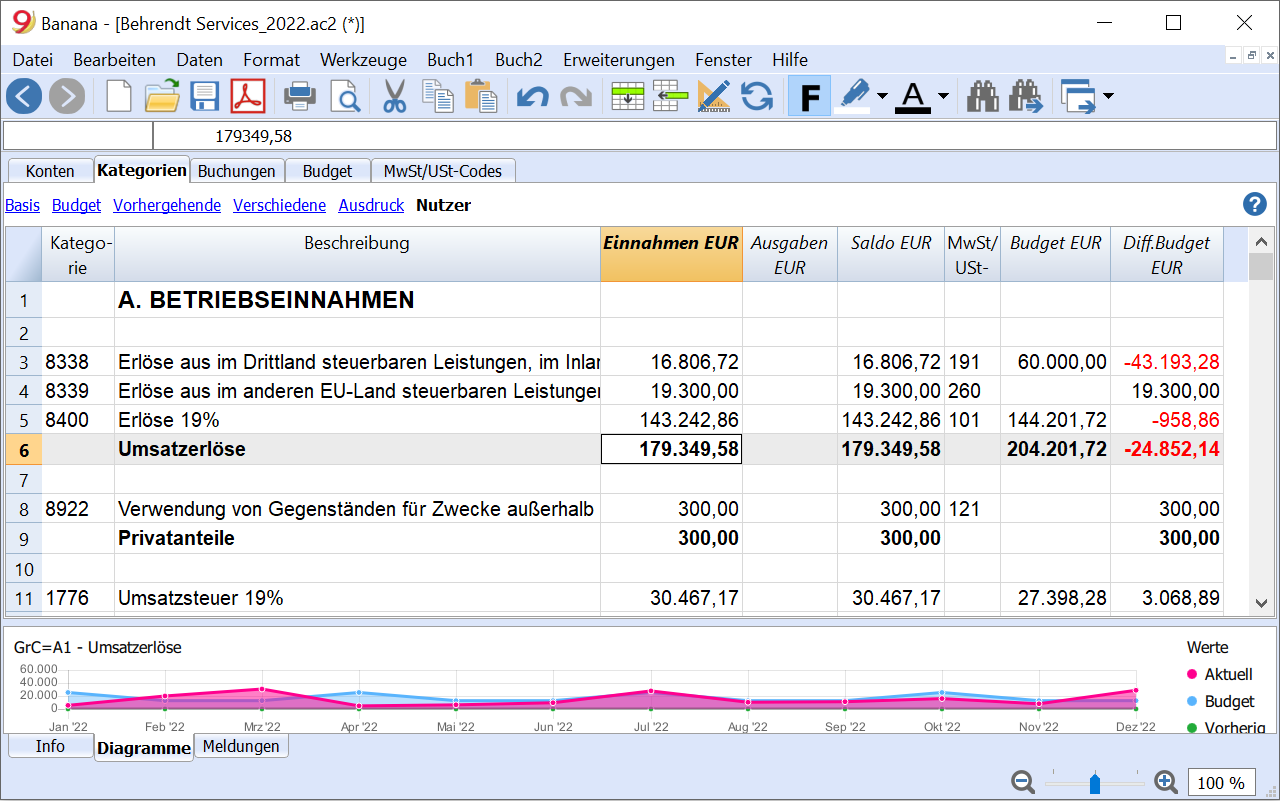 Banana - [Behrendt Services_2022.ac2 (*)]
Datei Bearbeiten Daten Format Werkzeuge Buch1 Buch2 Erweiterungen Fenster Hilfe
F A
179349,58
Konten Kategorien Buchungen Budget MwSt/USt-Codes
Basis Budget Vorhergehende Verschiedene Ausdruck Nutzer ?
Katego- Beschreibung Einnahmen EUR Ausgaben Saldo EUR MwSt/ Budget EUR Diff.Budget
rie EUR USt- EUR
1 A. BETRIEBSEINNAHMEN
2
3 8338 Erlöse aus im Drittland steuerbaren Leistungen, im Inlan 16.806,72 16.806,72 191 60.000,00 -43.193,28
4 8339 Erlöse aus im anderen EU-Land steuerbaren Leistungen 19.300,00 19.300,00 260 19.300,00
5 8400 Erlöse 19% 143.242,86 143.242,86 101 144.201,72 -958,86
6 Umsatzerlöse 179.349,58 179.349,58 204.201,72 -24.852,14
7
8 8922 Verwendung von Gegenständen für Zwecke außerhalb 300,00 300,00 121 300,00
9 Privatanteile 300,00 300,00 300,00
10
11 1776 Umsatzsteuer 19% 30.467,17 30.467,17 27.398,28 3.068,89
GrC=A1 - Umsatzerlöse Werte
60.000
40.000
20.000
0
Aktuell
Budget
Vorherig
Jan '22 Feb '22 Mrz '22 Apr '22 Mai '22 Jun '22 Jul '22 Aug '22 Sep '22 Okt '22 Nov '22 Dez '22
Info Diagramme Meldungen
100 %